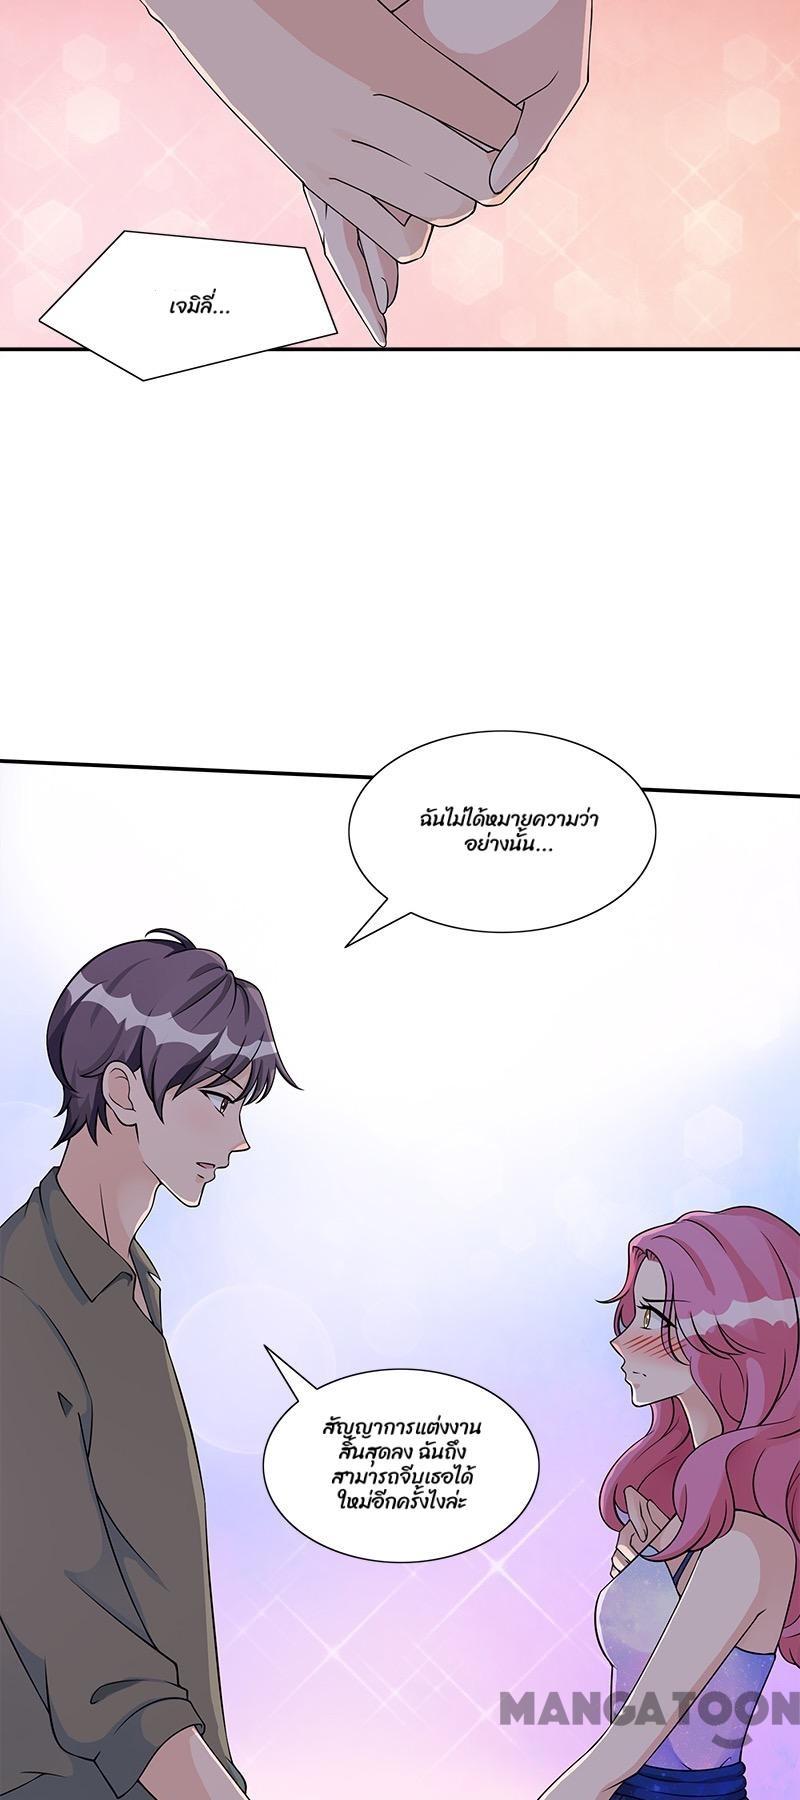 เจมิลี่...
ฉันไม่ได้หมายความว่า
อย่างนั้น...
สัญญาการแต่งงาน
สิ้นสุดลง ฉันถึง
สามารถจีบเธอได้
ใหม่อีกครั้งไงล่ะ
MANGATOON